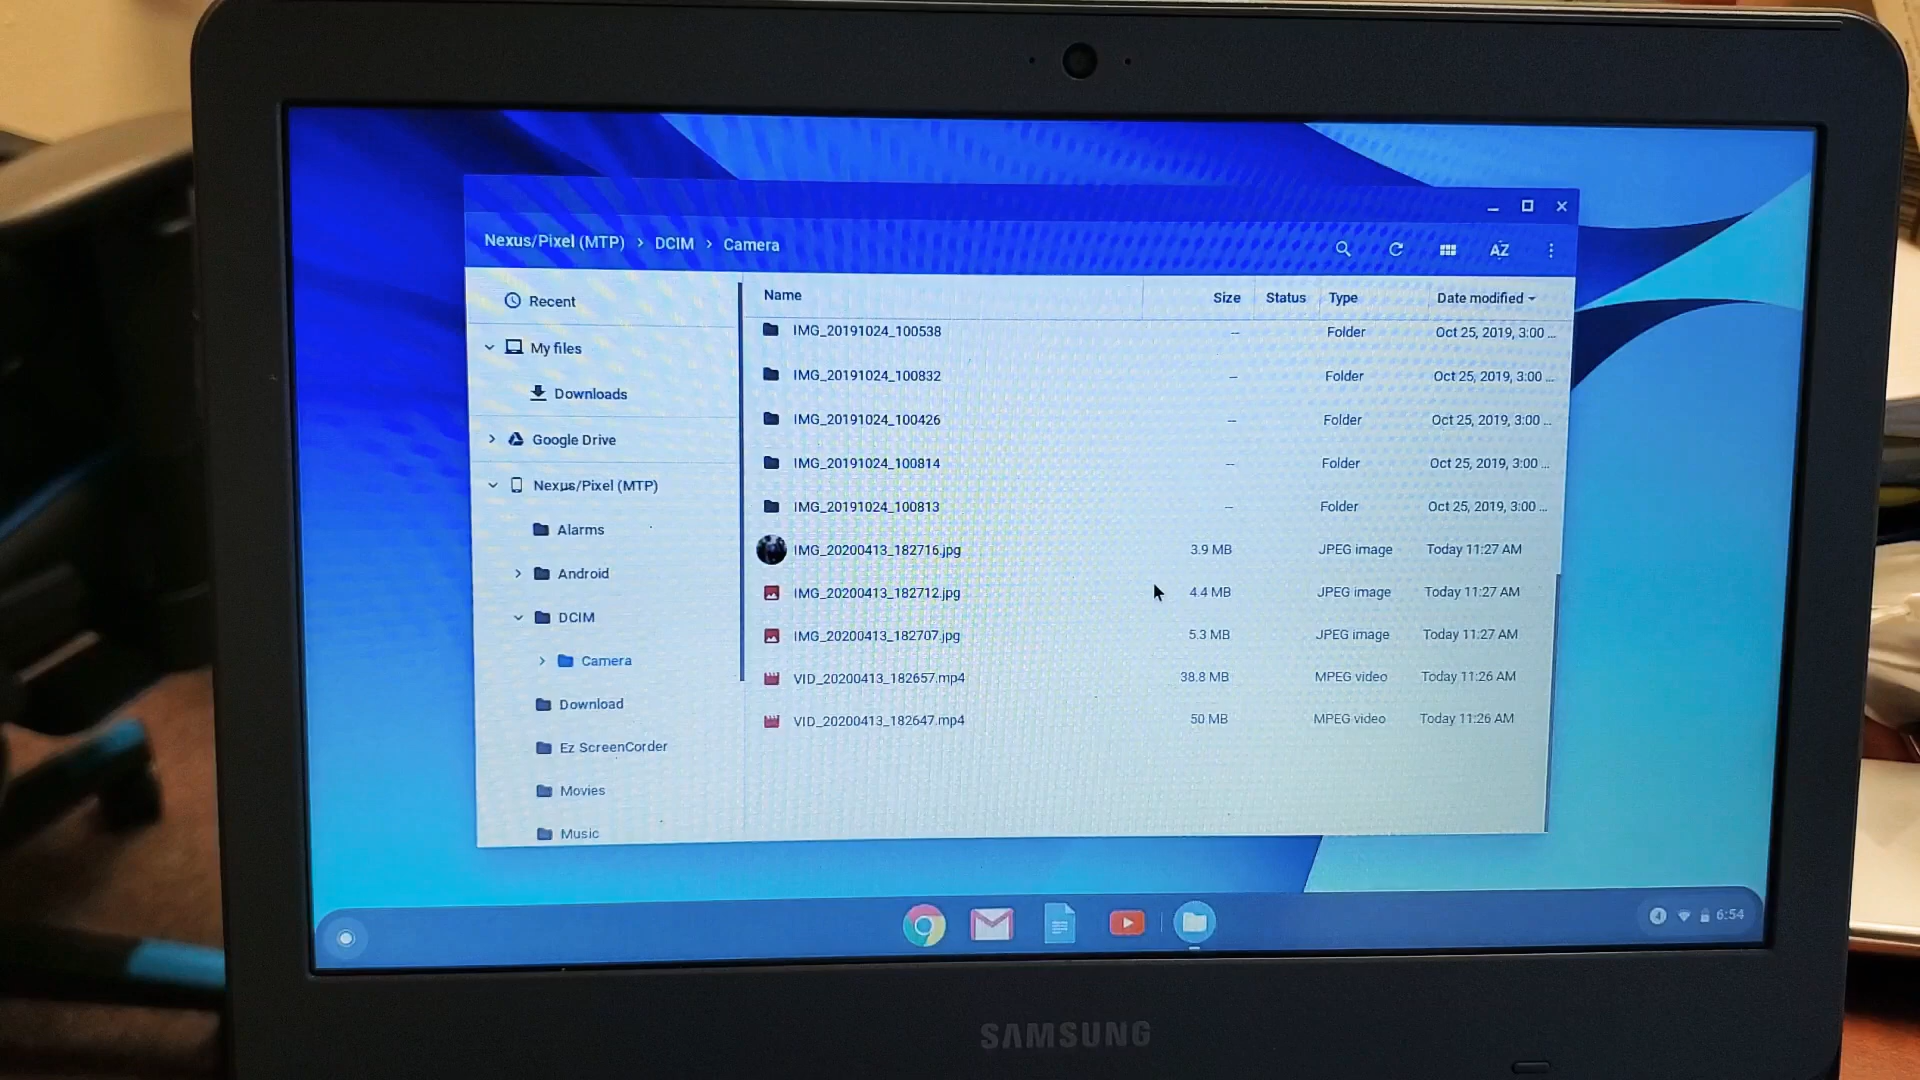 Nexus/Pixel (MTP) > DCIM > Camera
AZ
Recent
My files
Downloads
Google Drive
Nexus/Pixel (MTP)
Alarms
Android
DCIM
Camera
Download
Ez ScreenCorder
Movies
Music
Name Size Status Type Date modified
IMG_20191024_100538 -- Folder Oct 25, 2019, 3:00 ...
IMG_20191024_100832 -- Folder Oct 25, 2019, 3:00 ...
IMG_20191024_100426 -- Folder Oct 25, 2019, 3:00 ...
IMG_20191024_100814 -- Folder Oct 25, 2019, 3:00 ...
IMG_20191024_100813 -- Folder Oct 25, 2019, 3:00 ...
IMG_20200413_182716.jpg 3.9 MB JPEG image Today 11:27 AM
IMG_20200413_182712.jpg 4.4 MB JPEG image Today 11:27 AM
IMG_20200413_182707.jpg 5.3 MB JPEG image Today 11:27 AM
VID_20200413_182657.mp4 38.8 MB MPEG video Today 11:26 AM
VID_20200413_182647.mp4 50 MB MPEG video Today 11:26 AM
4 6:54
SAMSUNG